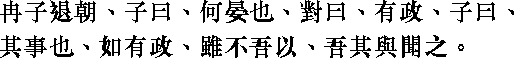 冉子退朝、子曰、何晏也、對曰、有政、子曰、
其事也、如有政、雖不吾以、吾其與聞之。